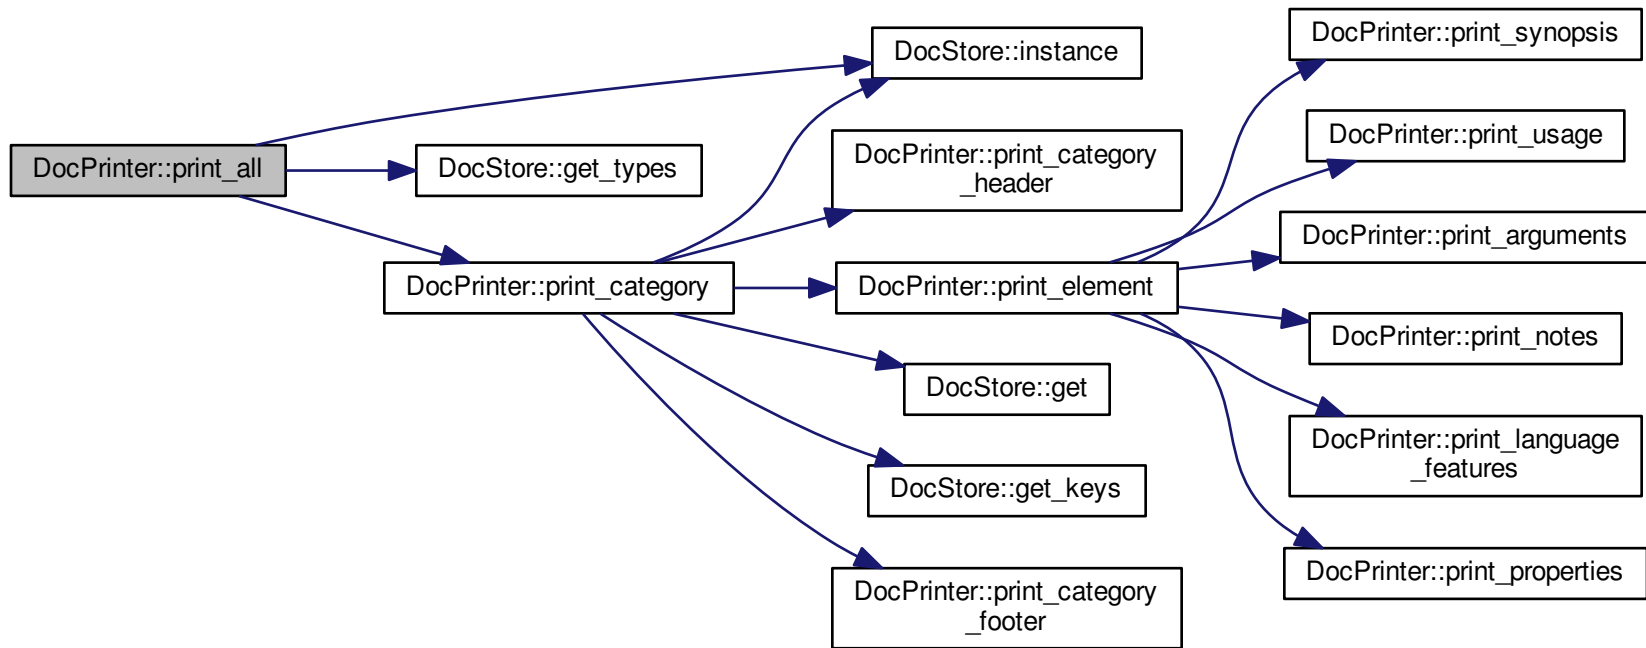 DocPrinter::print_all
DocStore::get_types
DocPrinter::print_category
DocStore::instance
DocPrinter::print_category
_header
DocPrinter::print_element
DocStore::get
DocStore::get_keys
DocPrinter::print_category
_footer
DocPrinter::print_synopsis
DocPrinter::print_usage
DocPrinter::print_arguments
DocPrinter::print_notes
DocPrinter::print_language
_features
DocPrinter::print_properties